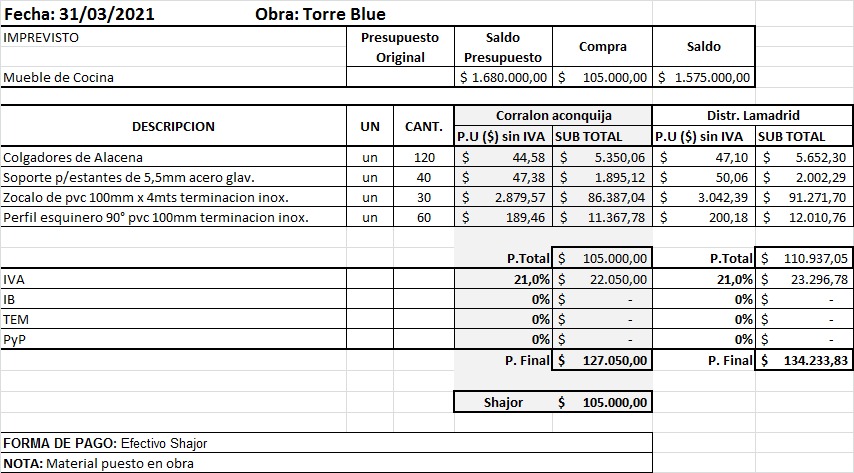 Fecha: 31/03/2021 Obra: Torre Blue
IMPREVISTO Presupuesto Original Saldo Presupuesto Compra Saldo
Mueble de Cocina $ 1.680.000,00 $ 105.000,00 $ 1.575.000,00
DESCRIPCION UN CANT. Corralon aconquija Distr. Lamadrid
P.U ($) sin IVA SUB TOTAL P.U ($) sin IVA SUB TOTAL
Colgadores de Alacena un 120 $ 44,58 $ 5.350,06 $ 47,10 $ 5.652,30
Soporte p/estantes de 5,5mm acero glav. un 40 $ 47,38 $ 1.895,12 $ 50,06 $ 2.002,29
Zocalo de pvc 100mm x 4mts terminacion inox. un 30 $ 2.879,57 $ 86.387,04 $ 3.042,39 $ 91.271,70
Perfil esquinero 90° pvc 100mm terminacion inox. un 60 $ 189,46 $ 11.367,78 $ 200,18 $ 12.010,76
P.Total $ 105.000,00 P.Total $ 110.937,05
IVA 21,0% $ 22.050,00 21,0% $ 23.296,78
IB 0% $ - 0% $ -
TEM 0% $ - 0% $ -
PyP 0% $ - 0% $ -
P. Final $ 127.050,00 P. Final $ 134.233,83
Shajor $ 105.000,00
FORMA DE PAGO: Efectivo Shajor
NOTA: Material puesto en obra